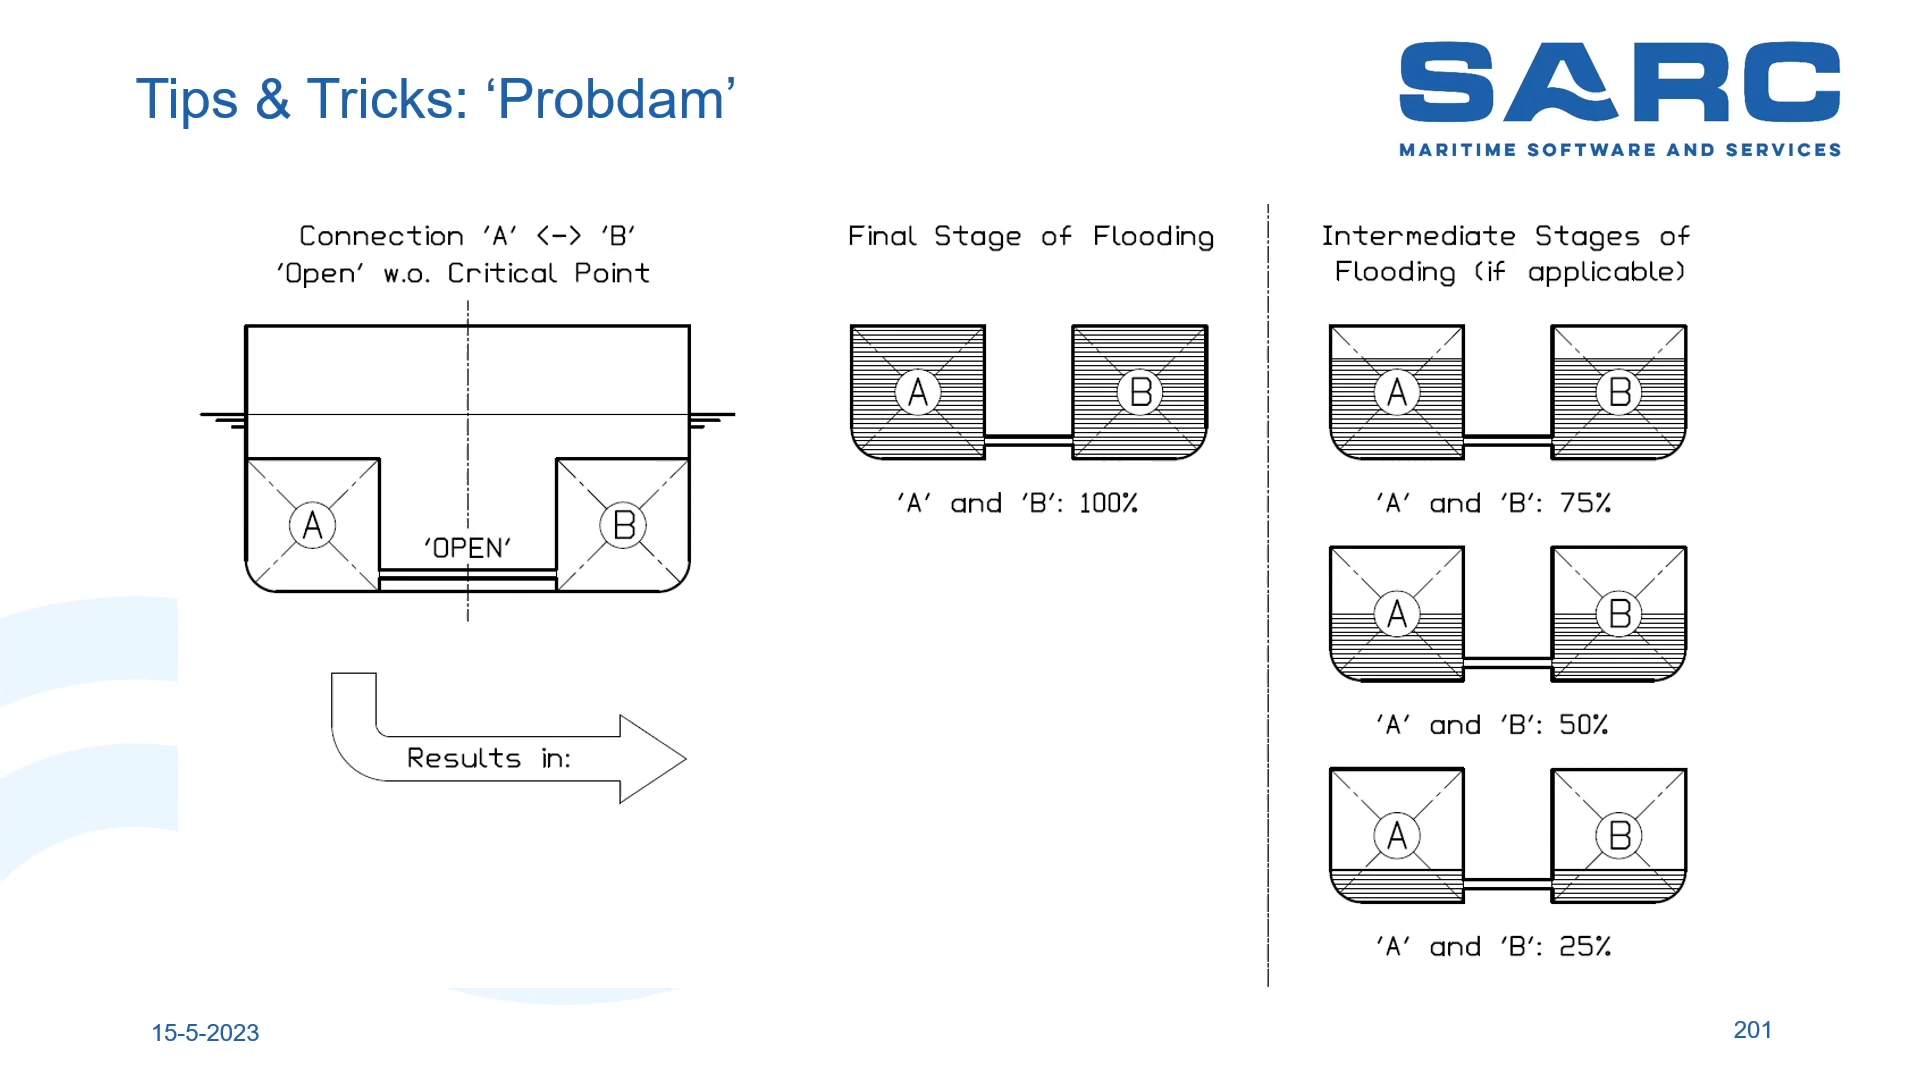 Tips & Tricks: ‘Probdam’
SARC
MARITIME SOFTWARE AND SERVICES
Connection 'A' <-> 'B'
'Open' w.o. Critical Point
A
'OPEN'
B
Results in:
Final Stage of Flooding
A
B
'A' and 'B': 100%
Intermediate Stages of
Flooding (if applicable)
A
B
'A' and 'B': 75%
A
B
'A' and 'B': 50%
A
B
'A' and 'B': 25%
15-5-2023
201